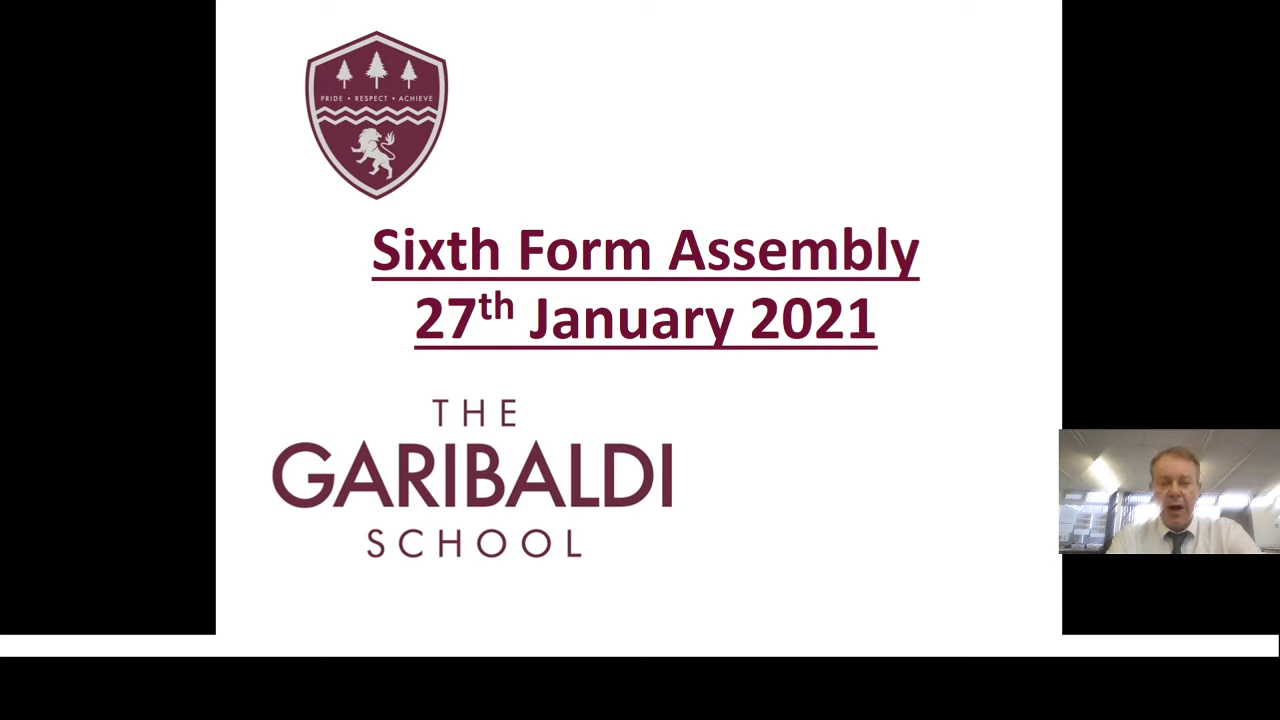 PRIDE • RESPECT • ACHIEVE
Sixth Form Assembly
27th January 2021
THE
GARIBALDI
SCHOOL